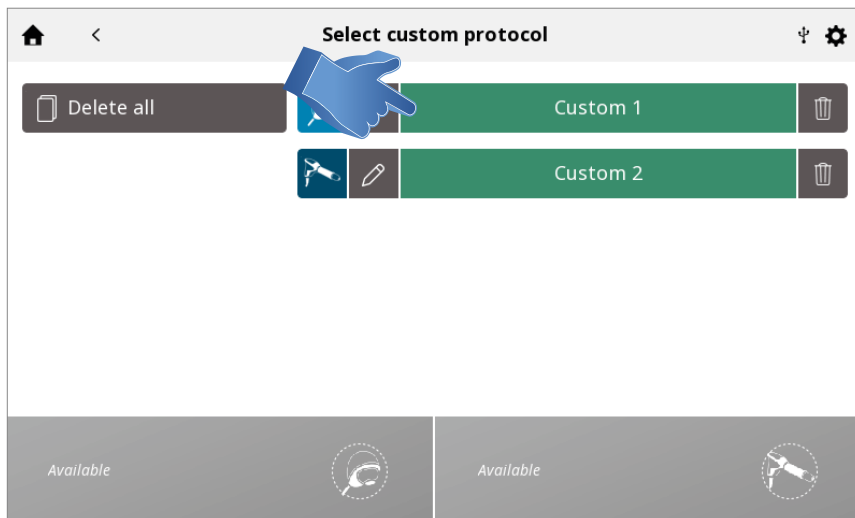 Select custom protocol
Delete all
Custom 1
Custom 2
Available
Available